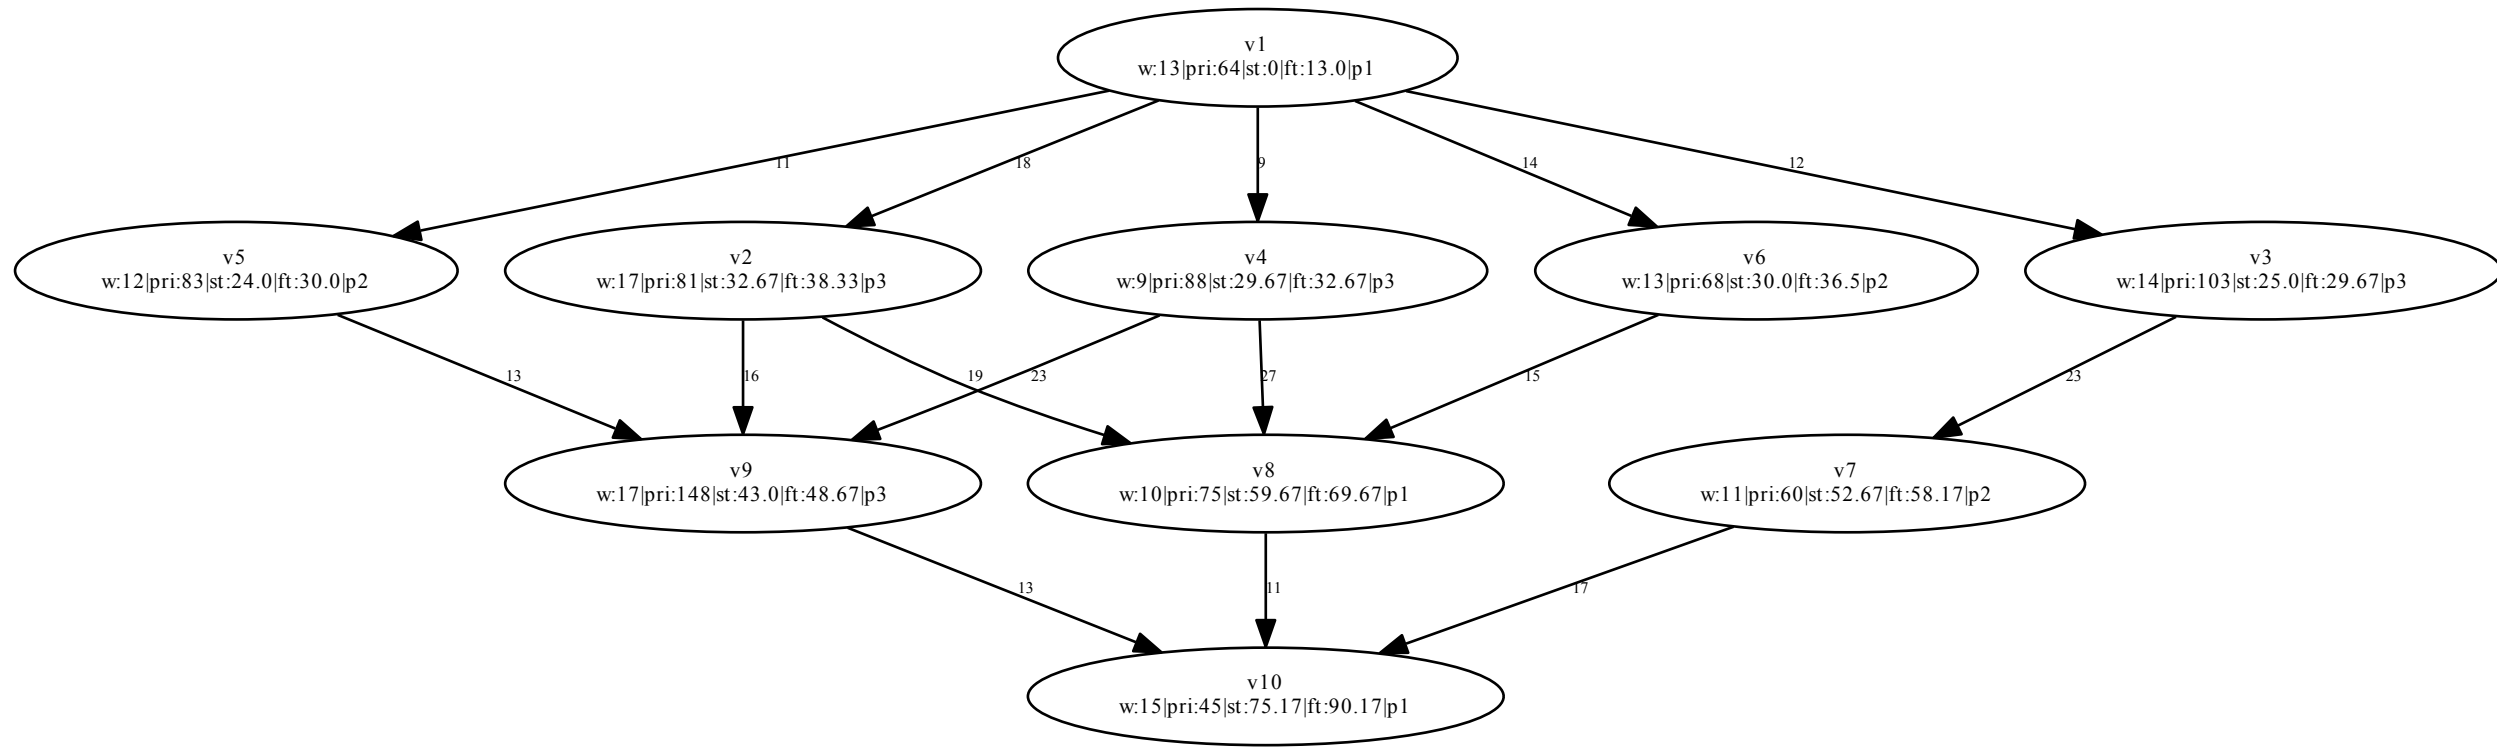 v1
w:13|pri:64|st:0|ft:13.0|p1
11
18
9
14
12
v5
w:12|pri:83|st:24.0|ft:30.0|p2
v2
w:17|pri:81|st:32.67|ft:38.33|p3
v4
w:9|pri:88|st:29.67|ft:32.67|p3
v6
w:13|pri:68|st:30.0|ft:36.5|p2
v3
w:14|pri:103|st:25.0|ft:29.67|p3
13
16
19
23
27
15
23
v9
w:17|pri:148|st:43.0|ft:48.67|p3
v8
w:10|pri:75|st:59.67|ft:69.67|p1
v7
w:11|pri:60|st:52.67|ft:58.17|p2
13
11
17
v10
w:15|pri:45|st:75.17|ft:90.17|p1